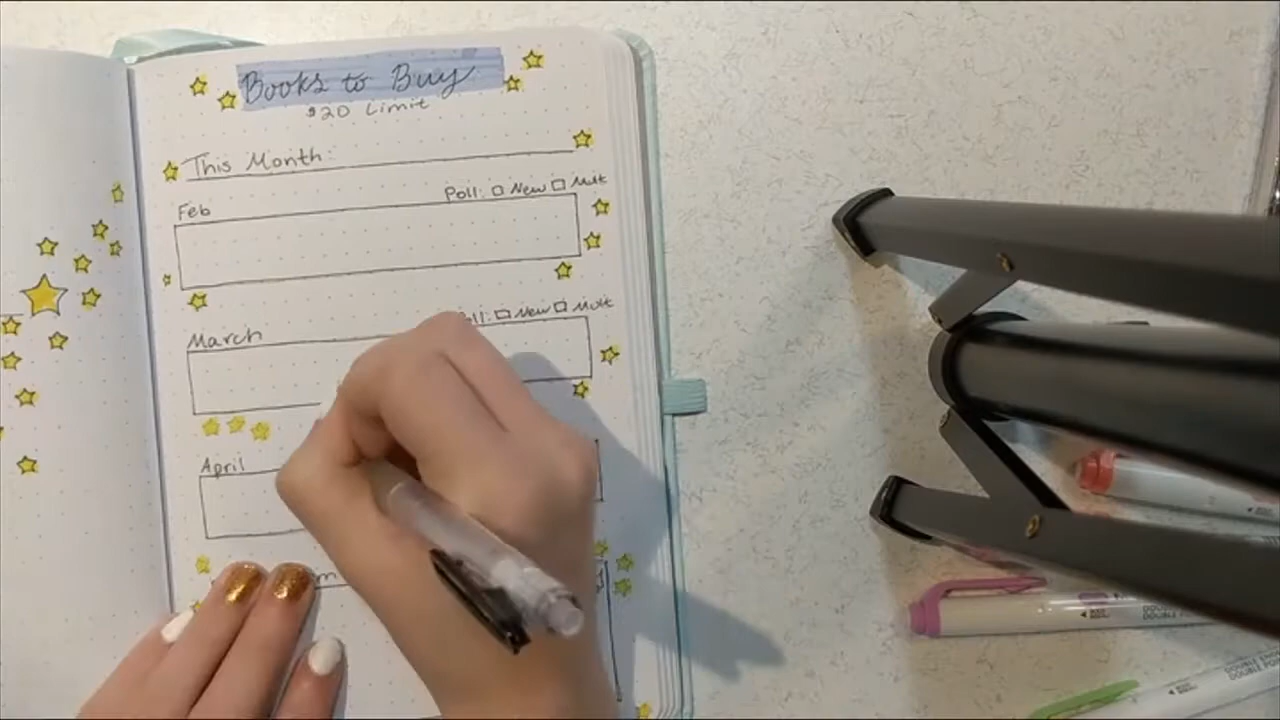 Books to Buy
$20 Limit
This Month:
Poll: □ New □ Mult
Feb
□ New □ Mult
March
April